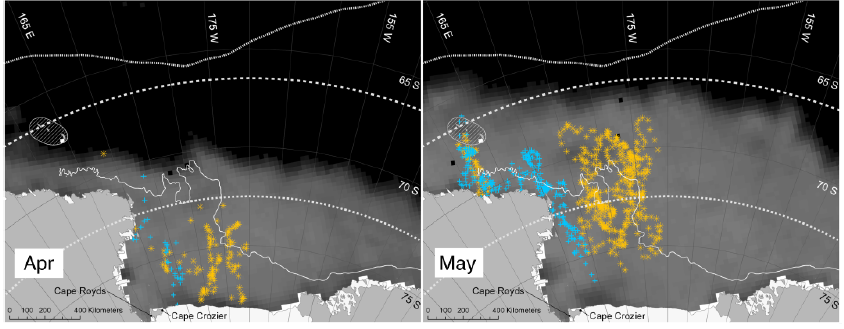 165 E
175 W
155 W
65 S
70 S
75 S
Apr
Cape Royds
Cape Crozier
0 100 200 400 Kilometers
165 E
175 W
155 W
65 S
70 S
75 S
May
Cape Royds
Cape Crozier
0 100 200 400 Kilometers